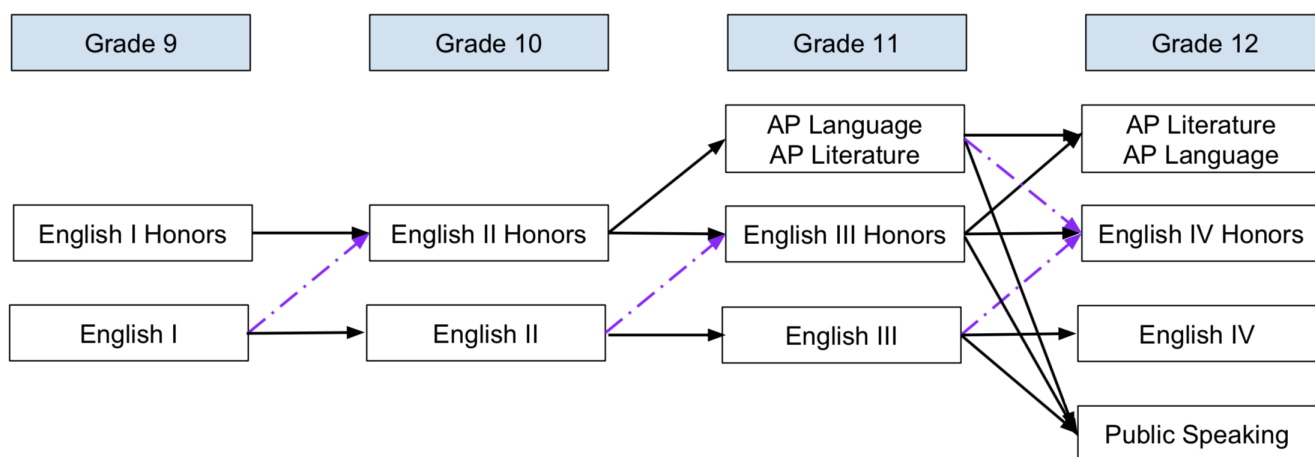 Grade 9
Grade 10
Grade 11
Grade 12
AP Language
AP Literature
AP Literature
AP Language
English I Honors
English II Honors
English III Honors
English IV Honors
English I
English II
English III
English IV
Public Speaking